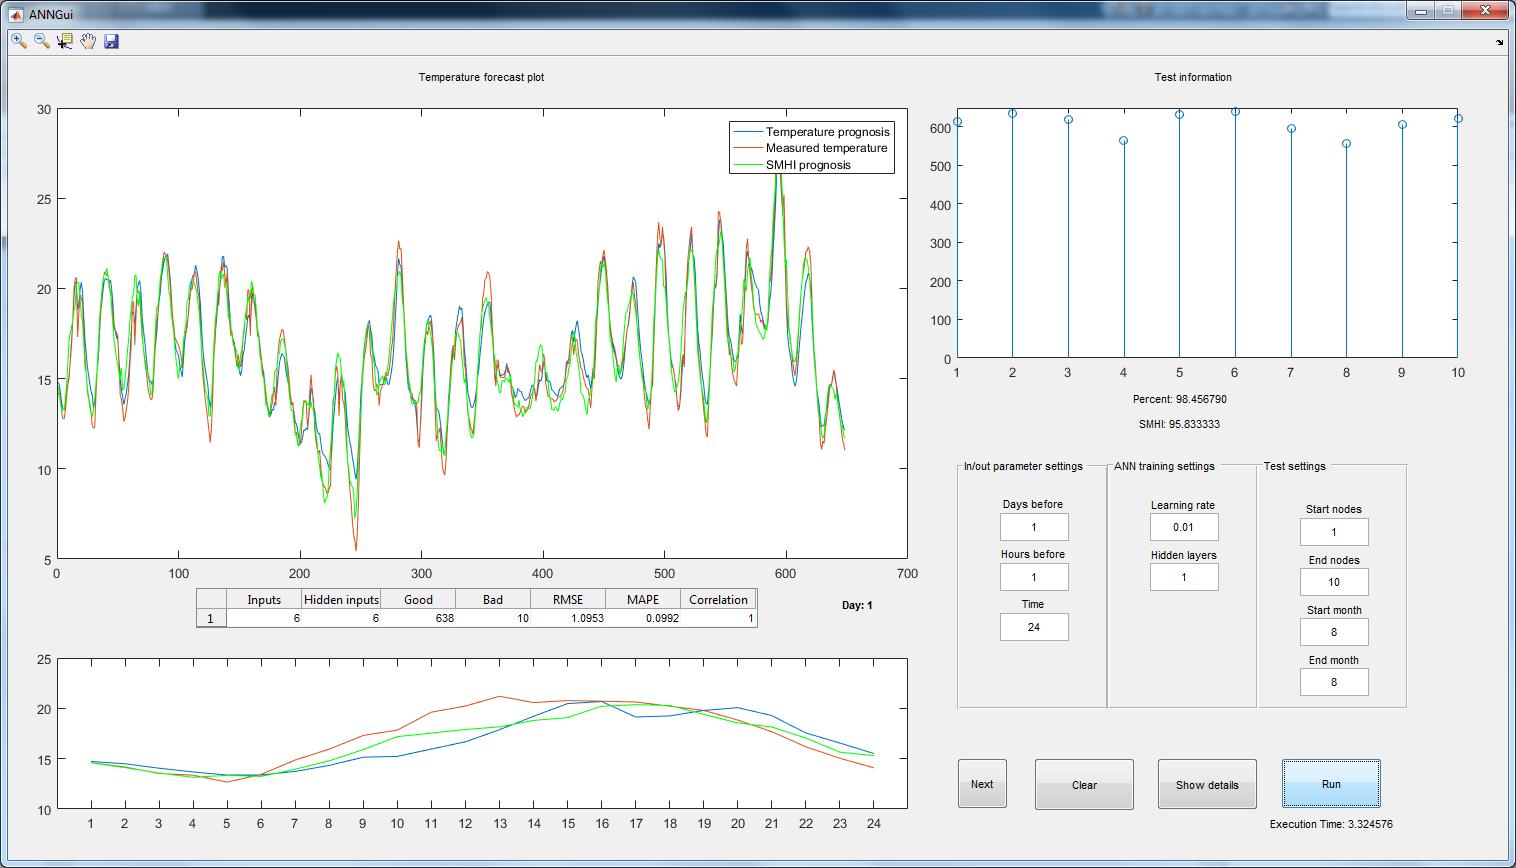 ANNGui
Temperature forecast plot
30
25
20
15
10
5
0 100 200 300 400 500 600 700
Temperature prognosis
Measured temperature
SMHI prognosis
Inputs Hidden inputs Good Bad RMSE MAPE Correlation
1 6 6 638 10 1.0953 0.0992 1
Day: 1
25
20
15
10
1 2 3 4 5 6 7 8 9 10 11 12 13 14 15 16 17 18 19 20 21 22 23 24
Test information
600
500
400
300
200
100
0
1 2 3 4 5 6 7 8 9 10
Percent: 98.456790
SMHI: 95.833333
In/out parameter settings
Days before
1
Hours before
1
Time
24
ANN training settings
Learning rate
0.01
Hidden layers
1
Test settings
Start nodes
1
End nodes
10
Start month
8
End month
8
Next Clear Show details Run
Execution Time: 3.324576